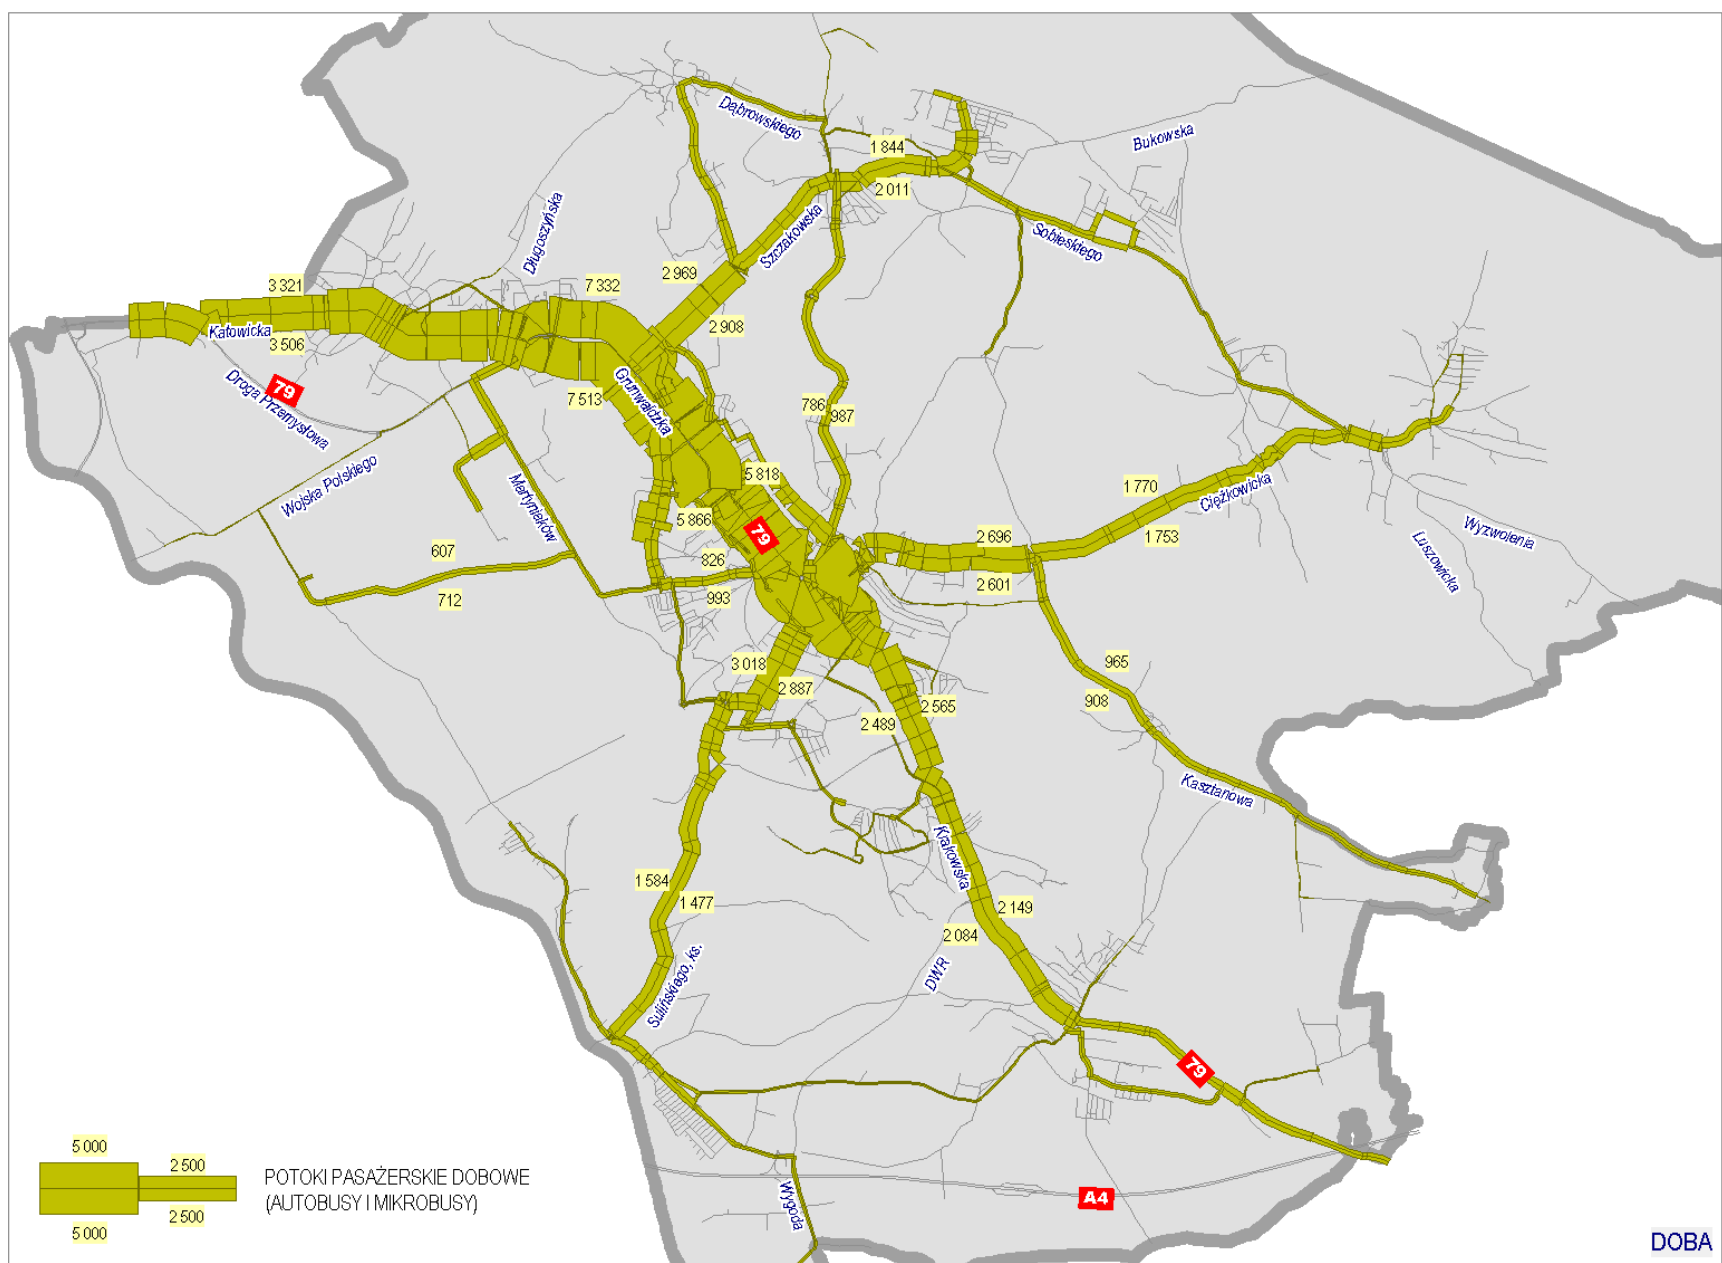 Dąbrowskiego
Bukowska
1 844
2 011
Długoszyńska
Szczakowska
Sobieskiego
2 969
3 321
7 332
2 908
Katowicka
3 506
79
Droga Przemysłowa
7 513
Grunwaldzka
786
987
Wojska Polskiego
Martyniaków
5 818
1 770
Ciężkowicka
5 866
79
1 753
Wyzwolenia
Luszowicka
2 696
2 601
607
826
712
993
3 018
2 887
965
908
2 489
2 565
Kasztanowa
Krakowska
1 584
1 477
2 149
2 084
Sulińskiego, ks.
DWR
79
5 000
2 500
5 000
2 500
POTOKI PASAŻERSKIE DOBOWE
(AUTOBUSY I MIKROBUSY)
Wygoda
A4
DOBA